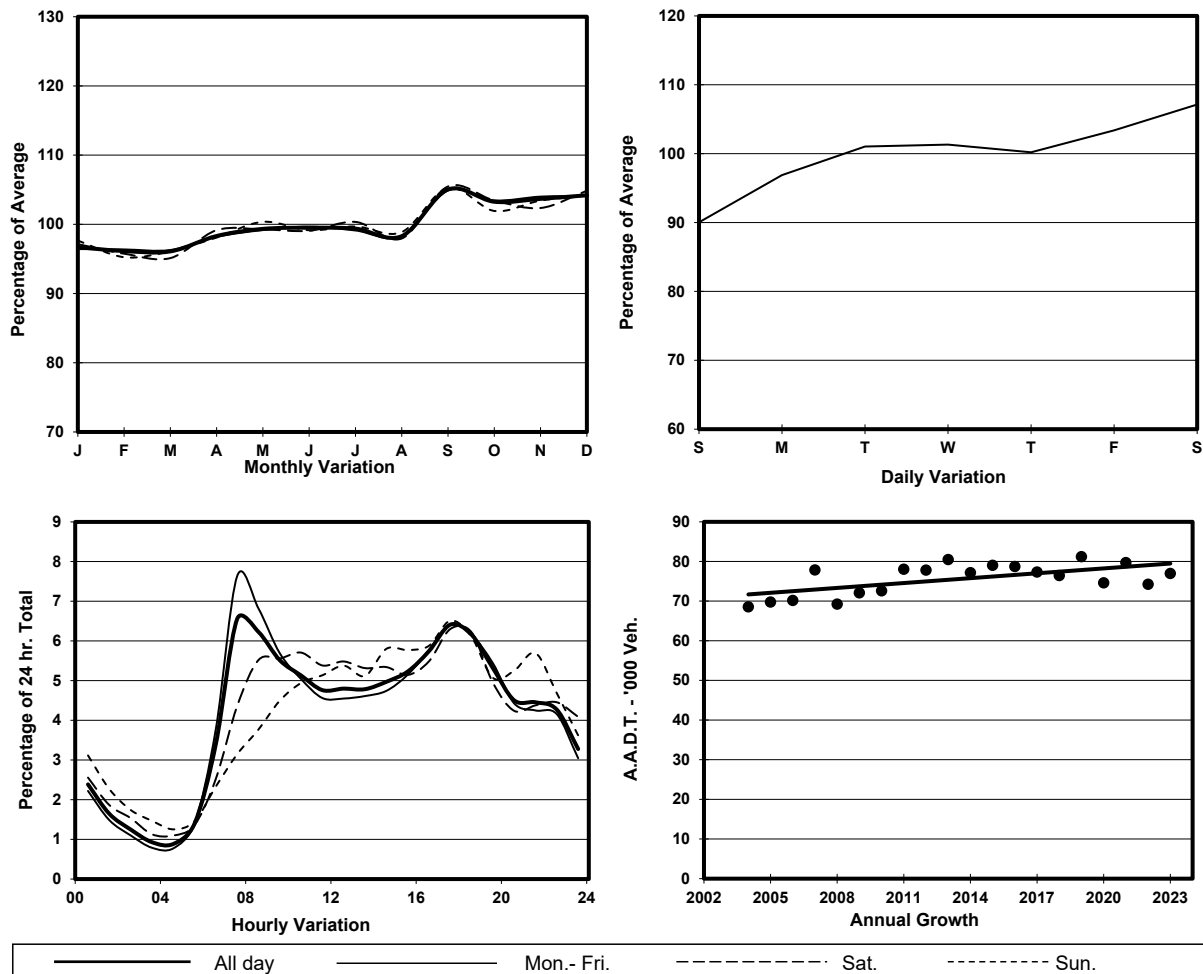 130
120
110
100
90
80
70
Percentage of Average
J F M A M J J A S O N D
Monthly Variation
120
110
100
90
80
70
60
Percentage of Average
S M T W T F S
Daily Variation
9
8
7
6
5
4
3
2
1
0
Percentage of 24 hr. Total
00 04 08 12 16 20 24
Hourly Variation
90
80
70
60
50
40
30
20
10
0
A.A.D.T. - '000 Veh.
2002 2005 2008 2011 2014 2017 2020 2023
Annual Growth
All day Mon.- Fri. Sat. Sun.